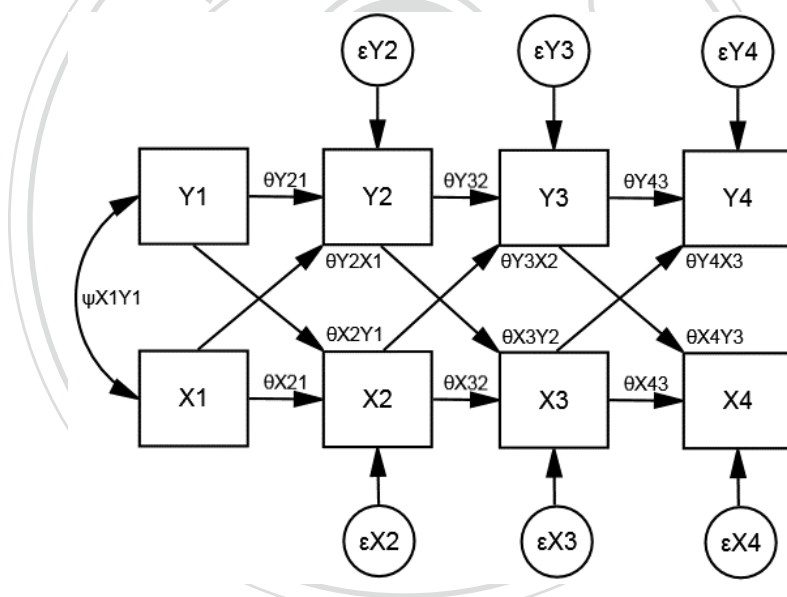 εY2 εY3 εY4
Y1 θY21 Y2 θY32 Y3 θY43 Y4
θY2X1 θY3X2 θY4X3
ψX1Y1
θX2Y1 θX3Y2 θX4Y3
X1 θX21 X2 θX32 X3 θX43 X4
εX2 εX3 εX4